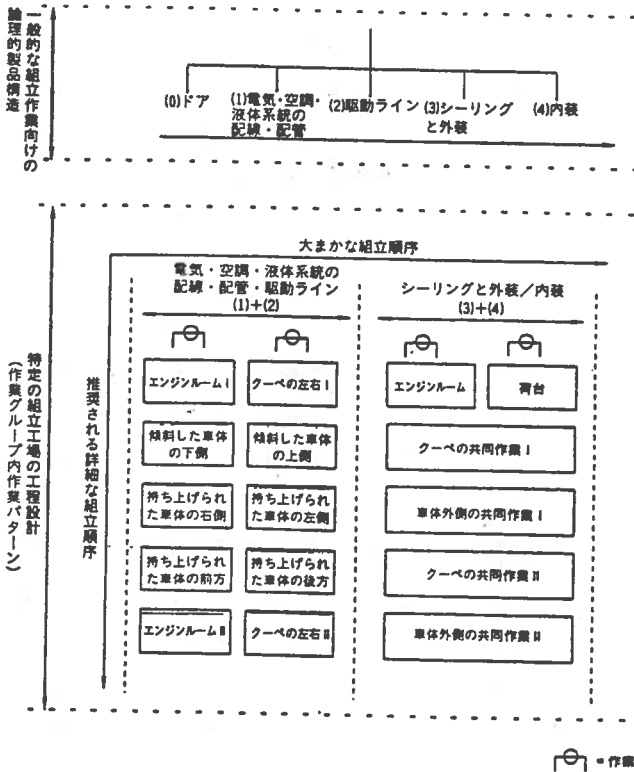 一般的な組立作業向けの
論理的製品構造
(0)ドア
(1)電気・空調・
液体系統の
配線・配管
(2)駆動ライン
(3)シーリング
と外装
(4)内装
特定の組立工場の工程設計
(作業グループ内作業パターン)
大まかな組立順序
推奨される詳細な組立順序
電気・空調・液体系統の
配線・配管・駆動ライン
(1)+(2)
シーリングと外装/内装
(3)+(4)
エンジンルームⅠ
クーペの左右Ⅰ
エンジンルーム
荷台
傾斜した車体
の下側
傾斜した車体
の上側
クーペの共同作業Ⅰ
持ち上げられ
た車体の右側
持ち上げられ
た車体の左側
車体外側の共同作業Ⅰ
持ち上げられ
た車体の前方
持ち上げられ
た車体の後方
クーペの共同作業Ⅱ
エンジンルームⅡ
クーペの左右Ⅱ
車体外側の共同作業Ⅱ
=作業